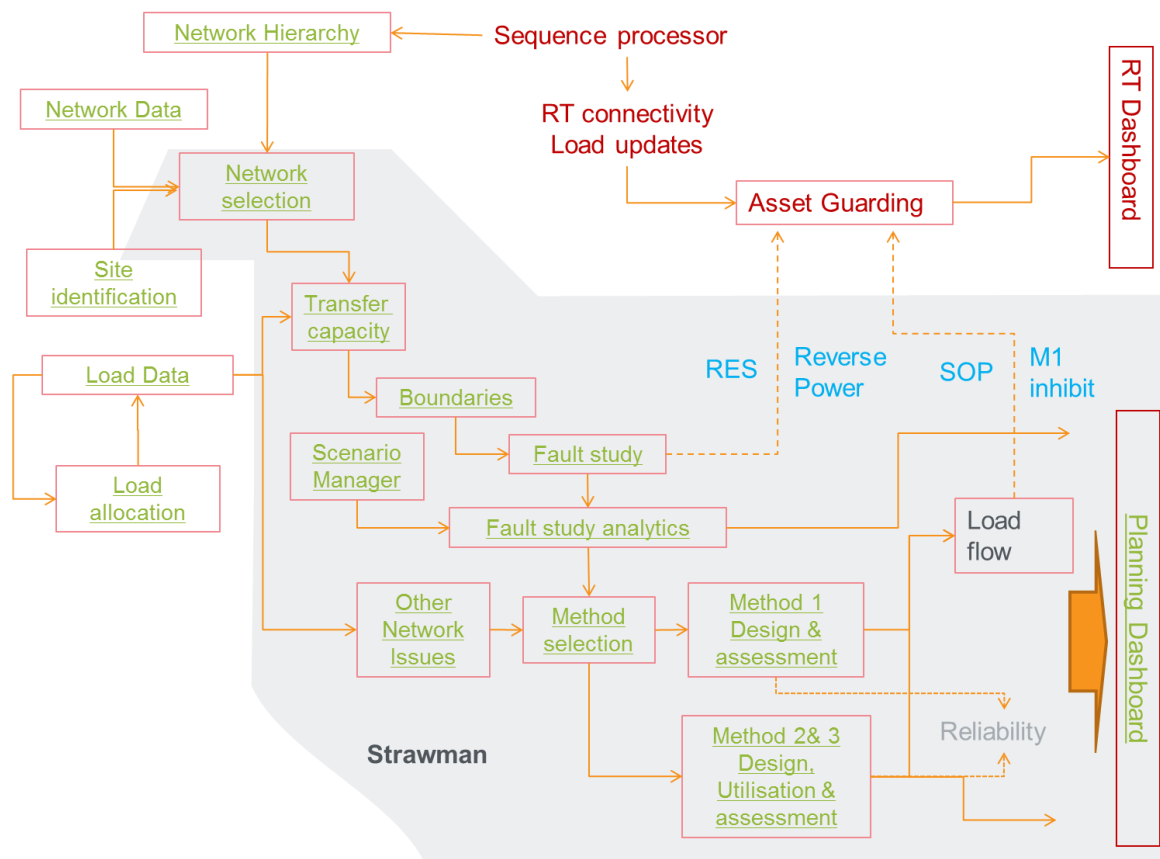 Network Hierarchy
Sequence processor
RT Dashboard
Network Data
RT connectivity
Load updates
Network
selection
Asset Guarding
Site
identification
Transfer
capacity
Load Data
RES
Reverse
Power
SOP
M1
inhibit
Boundaries
Scenario
Manager
Fault study
Load
allocation
Fault study analytics
Load
flow
Planning Dashboard
Other
Network
Issues
Method
selection
Method 1
Design &
assessment
Reliability
Strawman
Method 2& 3
Design,
Utilisation &
assessment